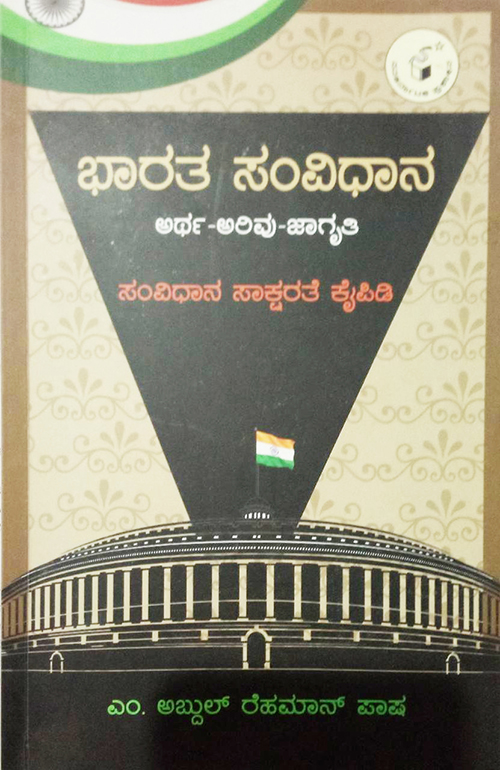 ಭಾರತ ಸಂವಿಧಾನ
ಅರ್ಥ-ಅರಿವು-ಜಾಗೃತಿ
ಸಂವಿಧಾನ ಸಾಕ್ಷರತೆ ಕೈಪಿಡಿ
ಎಂ. ಅಬ್ದುಲ್ ರೆಹಮಾನ್ ಪಾಷ